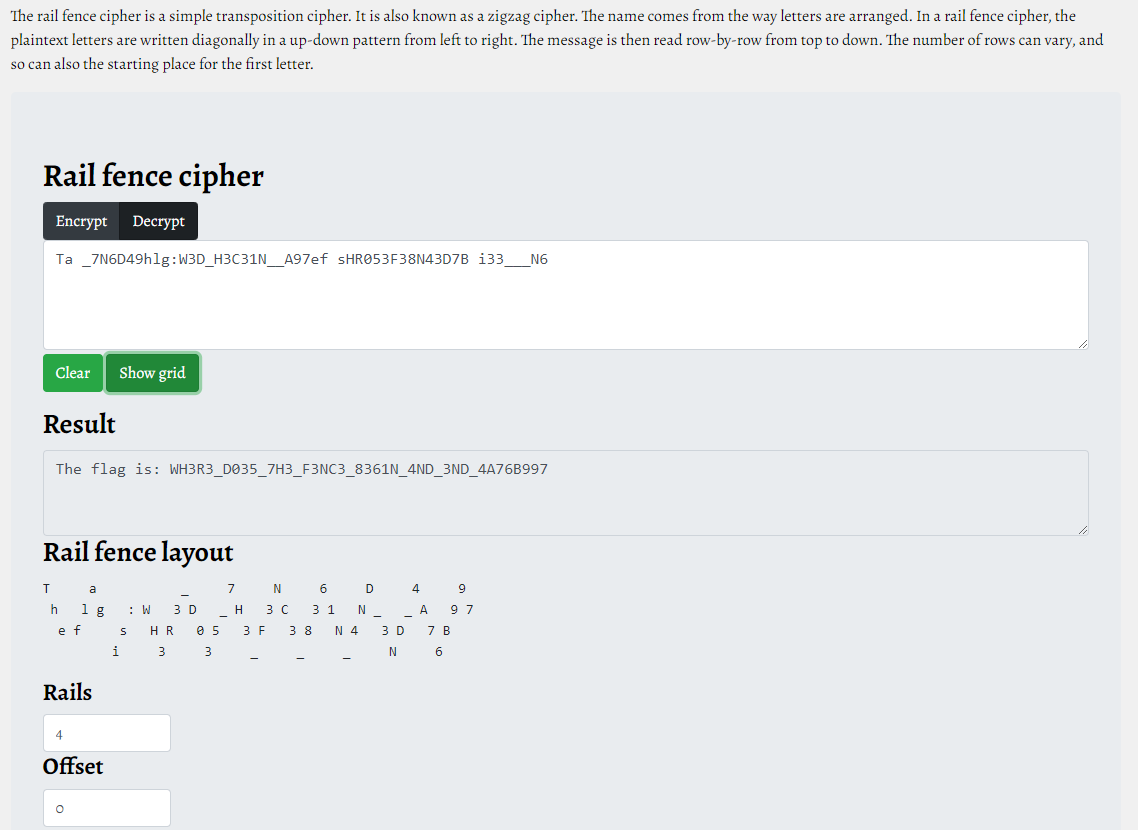 The rail fence cipher is a simple transposition cipher. It is also known as a zigzag cipher. The name comes from the way letters are arranged. In a rail fence cipher, the
plaintext letters are written diagonally in a up-down pattern from left to right. The message is then read row-by-row from top to down. The number of rows can vary, and
so can also the starting place for the first letter.
Rail fence cipher
Encrypt Decrypt
Ta _7N6D49hlg:W3D_H3C31N__A97ef sHR053F38N43D7B i33___N6
Clear Show grid
Result
The flag is: WH3R3_D035_7H3_F3NC3_8361N_4ND_3ND_4A76B997
Rail fence layout
T     a           _     7     N     6     D     4     9
 h   l g   : W   3 D   _ H   3 C   3 1   N _   _ A   9 7
  e f     s   H R   0 5   3 F   3 8   N 4   3 D   7 B
         i     3     3     _     _     _     N     6
Rails
4
Offset
0